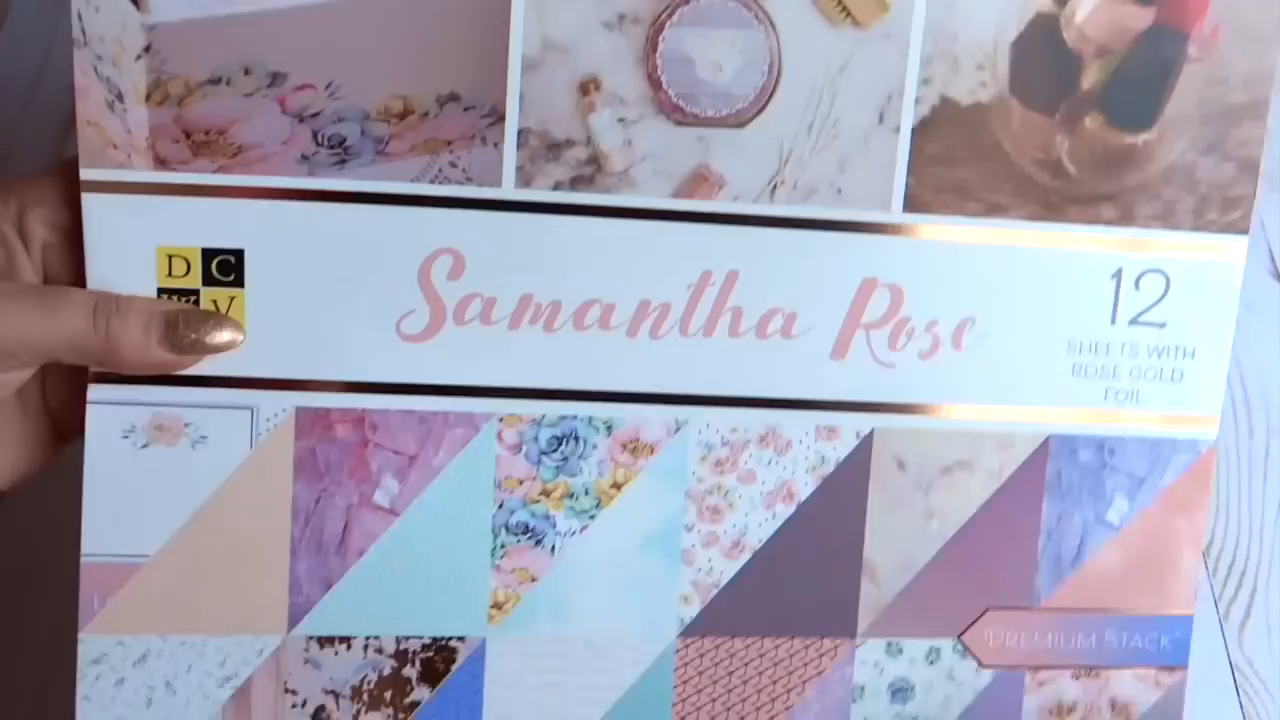 D C
V
Samantha Rose
12
SHEETS WITH
ROSE GOLD
FOIL
"PREMIUM STACK"